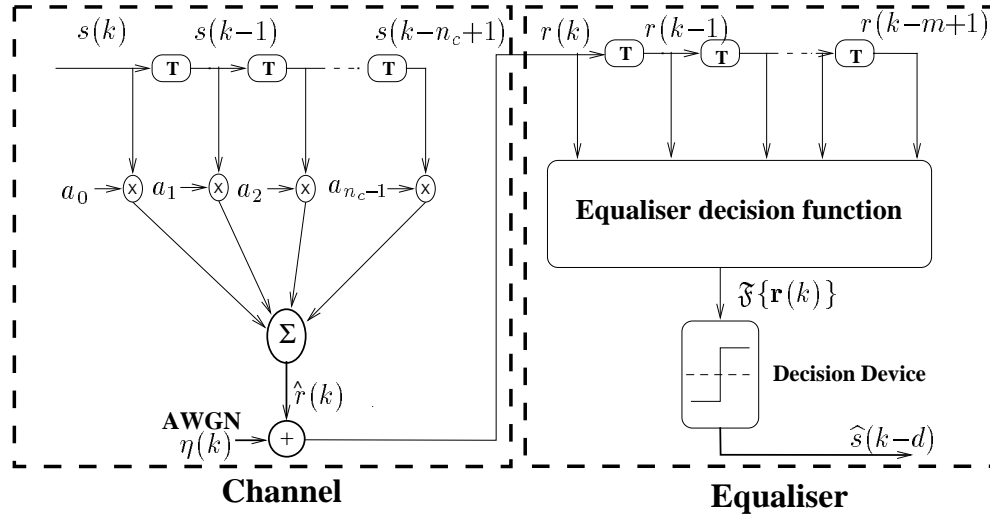 s(k) s(k−1) s(k−n_c+1) r(k) r(k−1) r(k−m+1)
T T T T T T
a_0 x a_1 x a_2 x a_{n_c−1} x
Equaliser decision function
𝔉{r(k)}
Σ
r̂(k)
Decision Device
AWGN
η(k) +
ŝ(k−d)
Channel
Equaliser